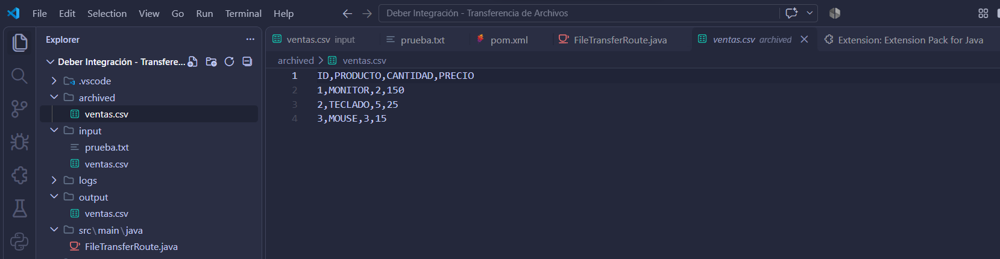 File Edit Selection View Go Run Terminal Help
Deber Integración - Transferencia de Archivos
Explorer
Deber Integración - Transfere...
.vscode
archived
ventas.csv
input
prueba.txt
ventas.csv
logs
output
ventas.csv
src\main\java
FileTransferRoute.java
ventas.csv input
prueba.txt
pom.xml
FileTransferRoute.java
ventas.csv archived
Extension: Extension Pack for Java
archived > ventas.csv
1 ID,PRODUCTO,CANTIDAD,PRECIO
2 1,MONITOR,2,150
3 2,TECLADO,5,25
4 3,MOUSE,3,15